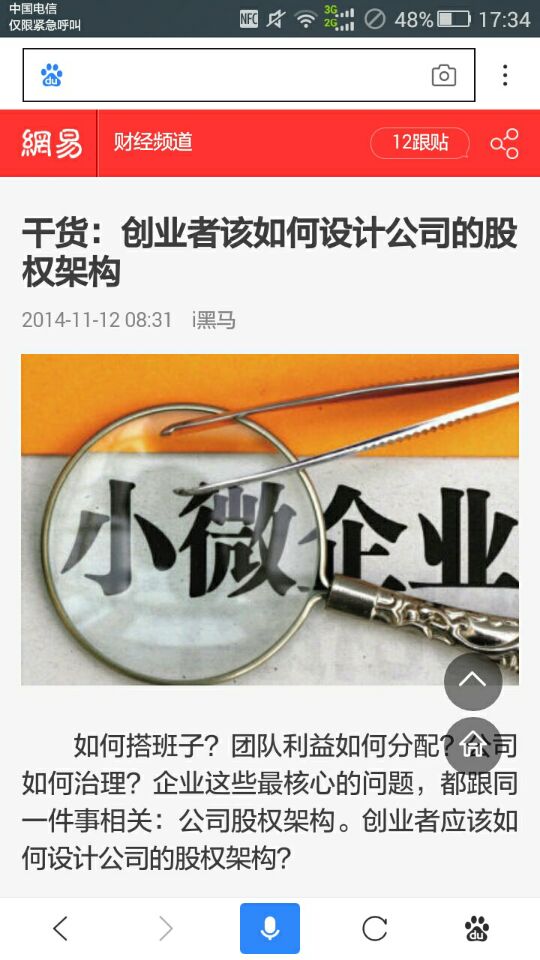 中国电信
仅限紧急呼叫
NFC
3G
2G
48%
17:34
du
網易
财经频道
12跟贴
干货：创业者该如何设计公司的股
权架构
2014-11-12 08:31 i黑马
小微企业
如何搭班子？团队利益如何分配？公司
如何治理？企业这些最核心的问题，都跟同
一件事相关：公司股权架构。创业者应该如
何设计公司的股权架构？
du